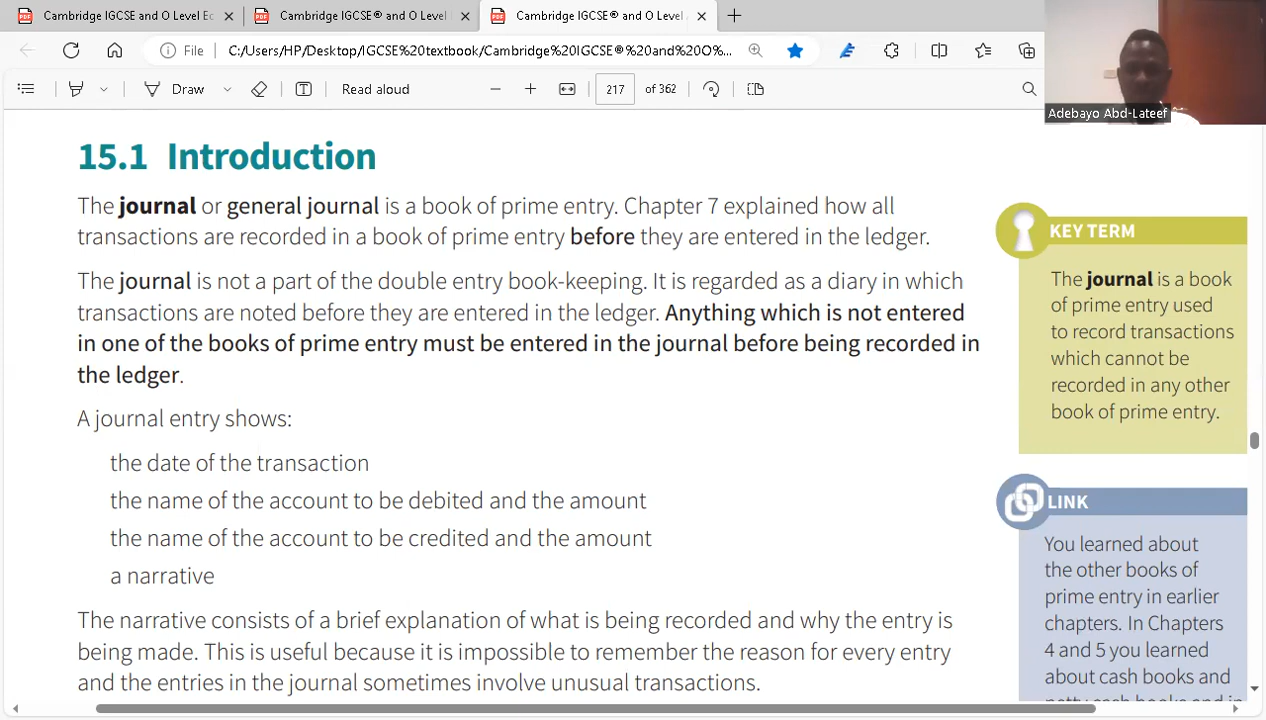 Cambridge IGCSE and O Level Ec
Cambridge IGCSE® and O Level
Cambridge IGCSE® and O Level
File
C:/Users/HP/Desktop/IGCSE%20textbook/Cambridge%20IGCSE®%20and%20O%...
Draw
Read aloud
217
of 362
Adebayo Abd-Lateef
15.1 Introduction
The journal or general journal is a book of prime entry. Chapter 7 explained how all
transactions are recorded in a book of prime entry before they are entered in the ledger.
The journal is not a part of the double entry book-keeping. It is regarded as a diary in which
transactions are noted before they are entered in the ledger. Anything which is not entered
in one of the books of prime entry must be entered in the journal before being recorded in
the ledger.
A journal entry shows:
the date of the transaction
the name of the account to be debited and the amount
the name of the account to be credited and the amount
a narrative
The narrative consists of a brief explanation of what is being recorded and why the entry is
being made. This is useful because it is impossible to remember the reason for every entry
and the entries in the journal sometimes involve unusual transactions.
KEY TERM
The journal is a book
of prime entry used
to record transactions
which cannot be
recorded in any other
book of prime entry.
LINK
You learned about
the other books of
prime entry in earlier
chapters. In Chapters
4 and 5 you learned
about cash books and
petty cash books and in